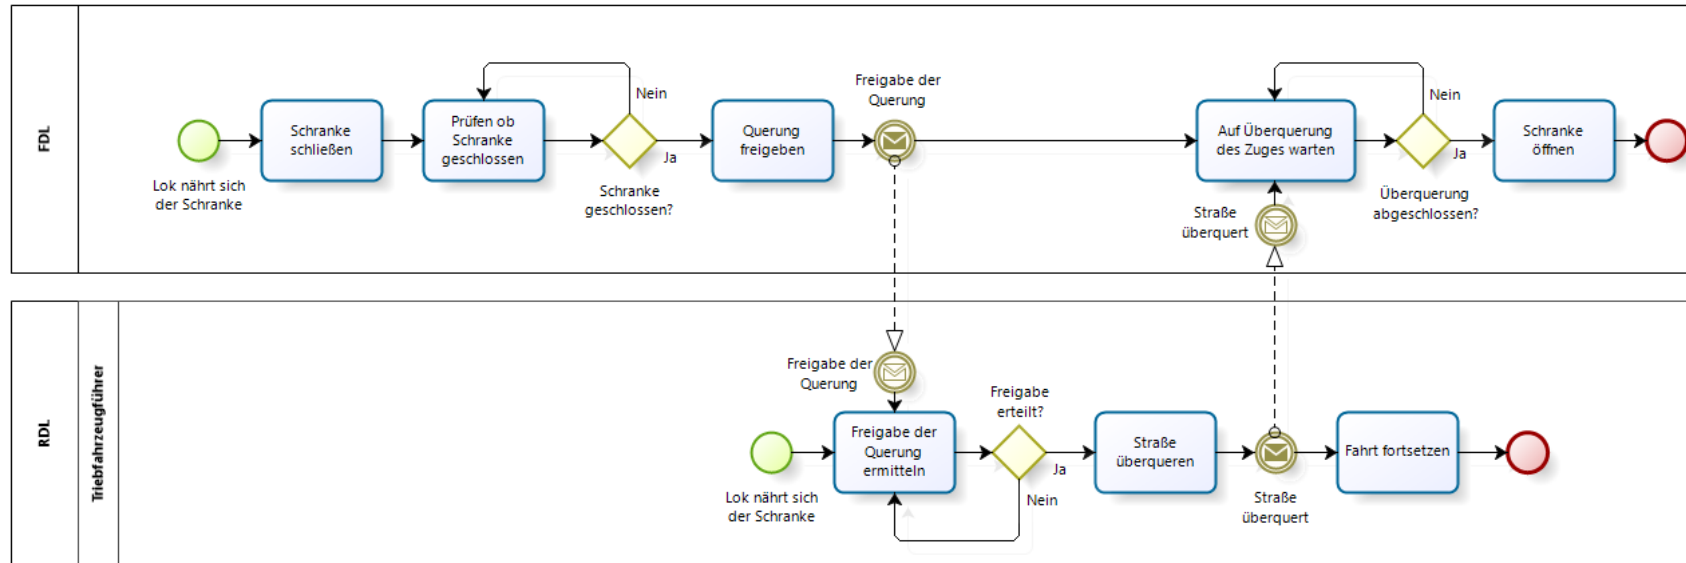 FDL
Lok nährt sich
der Schranke
Schranke
schließen
Prüfen ob
Schranke
geschlossen
Nein
Ja
Schranke
geschlossen?
Querung
freigeben
Freigabe der
Querung
Auf Überquerung
des Zuges warten
Straße
überquert
Nein
Ja
Überquerung
abgeschlossen?
Schranke
öffnen
RDL
Triebfahrzeugführer
Lok nährt sich
der Schranke
Freigabe der
Querung
Freigabe der
Querung
ermitteln
Freigabe
erteilt?
Ja
Nein
Straße
überqueren
Straße
überquert
Fahrt fortsetzen